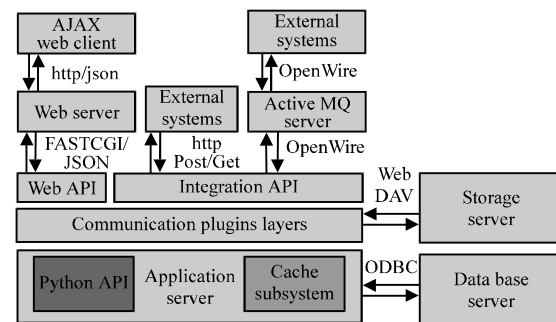 AJAX
web client
External
systems
http/json
OpenWire
Web server
External
systems
Active MQ
server
FASTCGI/
JSON
http
Post/Get
OpenWire
Web API
Integration API
Web
DAV
Storage
server
Communication plugins layers
Python API
Application
server
Cache
subsystem
ODBC
Data base
server